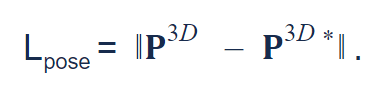 L_pose = ‖P^3D − P^3D *‖ .